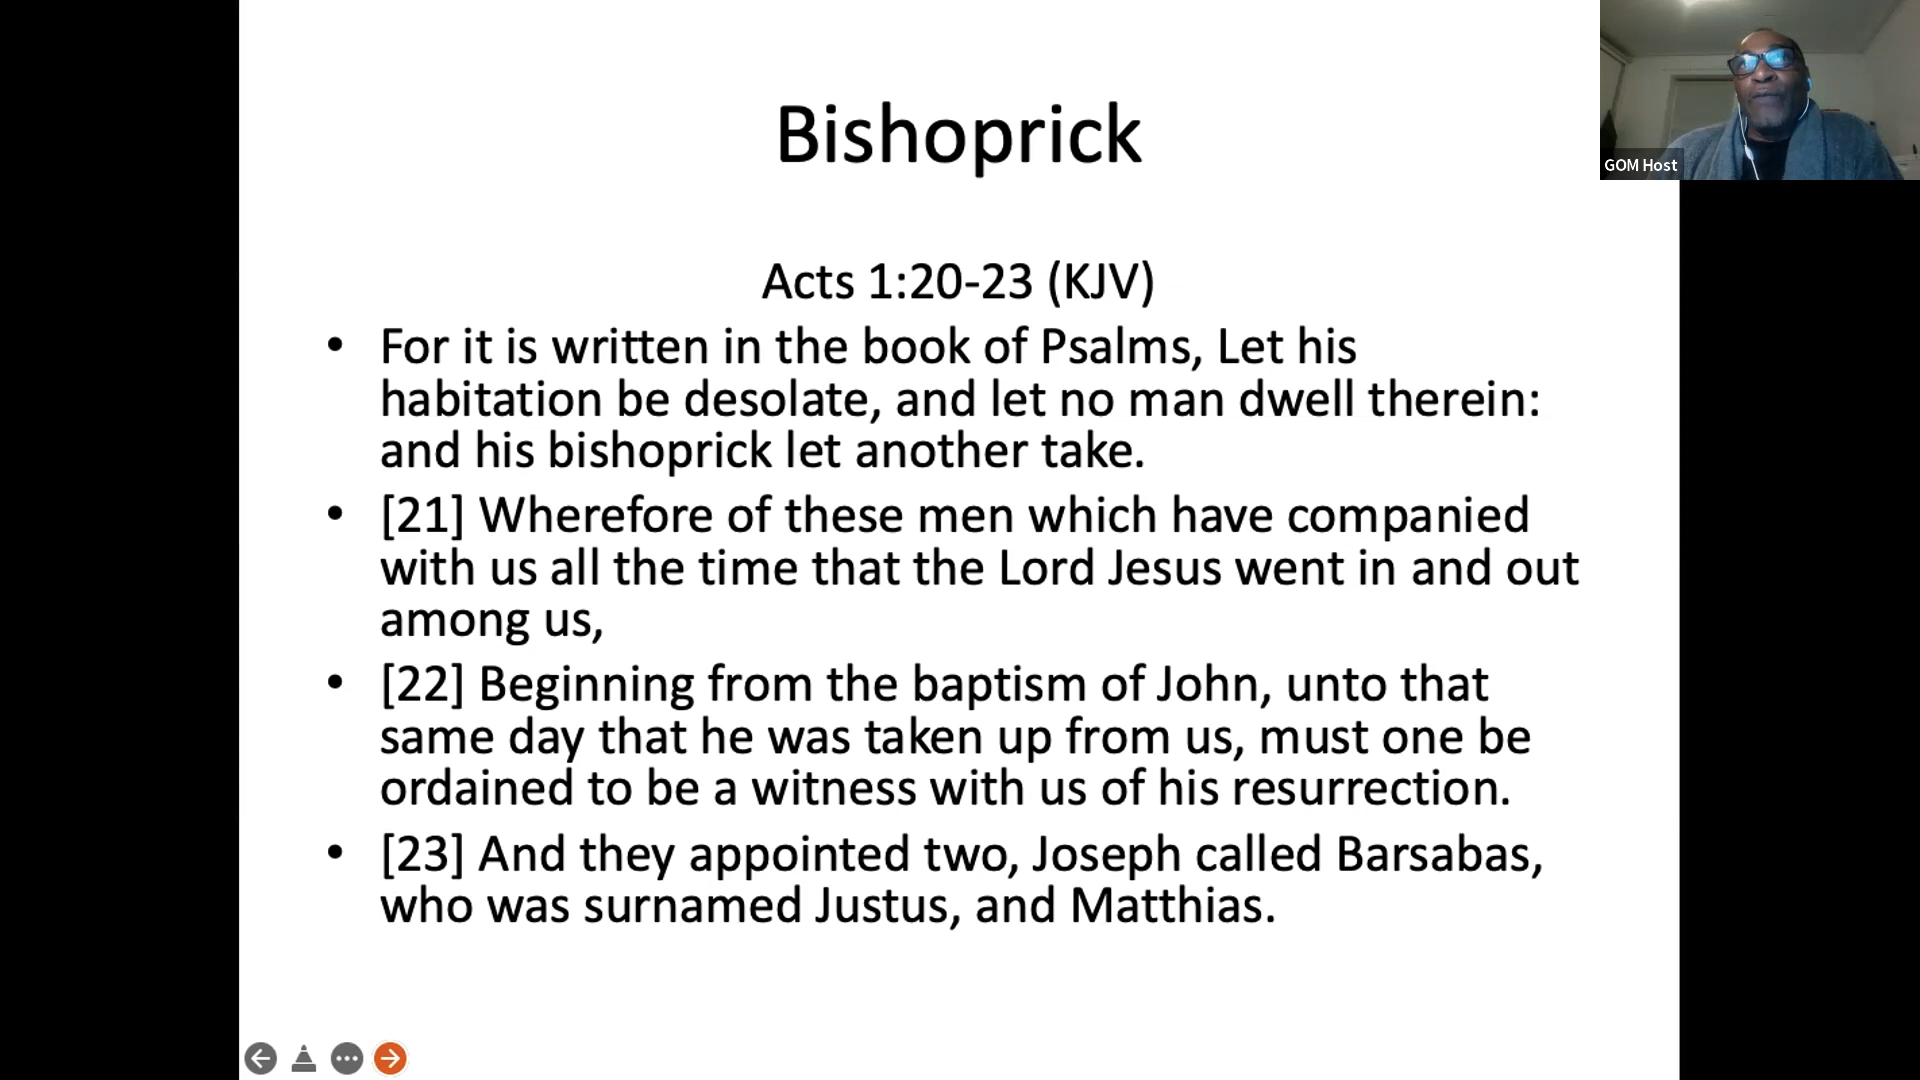 Bishoprick
GOM Host
Acts 1:20-23 (KJV)
• For it is written in the book of Psalms, Let his
habitation be desolate, and let no man dwell therein:
and his bishoprick let another take.
• [21] Wherefore of these men which have companied
with us all the time that the Lord Jesus went in and out
among us,
• [22] Beginning from the baptism of John, unto that
same day that he was taken up from us, must one be
ordained to be a witness with us of his resurrection.
• [23] And they appointed two, Joseph called Barsabas,
who was surnamed Justus, and Matthias.